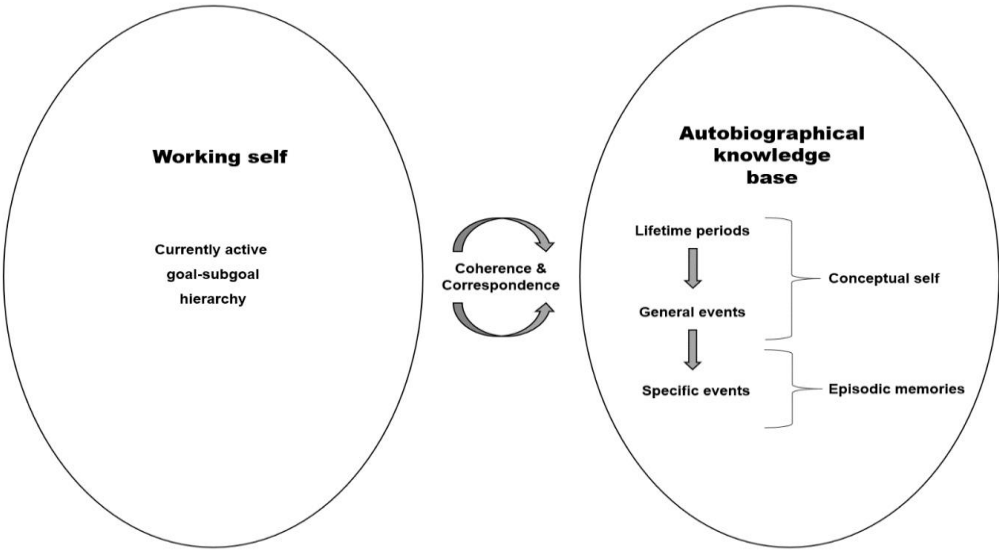 Working self
Currently active
goal-subgoal
hierarchy
Coherence &
Correspondence
Autobiographical
knowledge
base
Lifetime periods
General events
Specific events
Conceptual self
Episodic memories